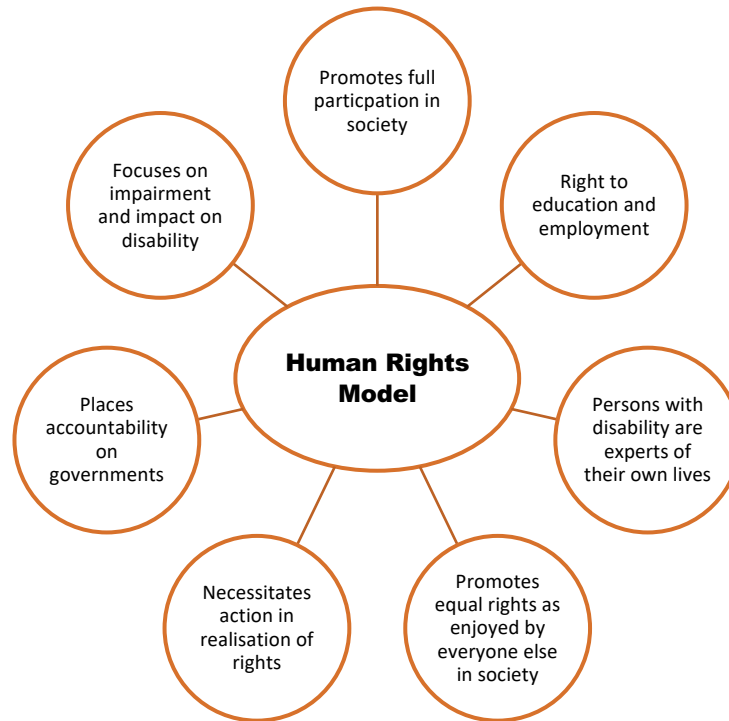 Promotes full
particpation in
society
Right to
education and
employment
Persons with
disability are
experts of
their own lives
Promotes
equal rights as
enjoyed by
everyone else
in society
Necessitates
action in
realisation of
rights
Places
accountability
on
governments
Focuses on
impairment
and impact on
disability
Human Rights
Model